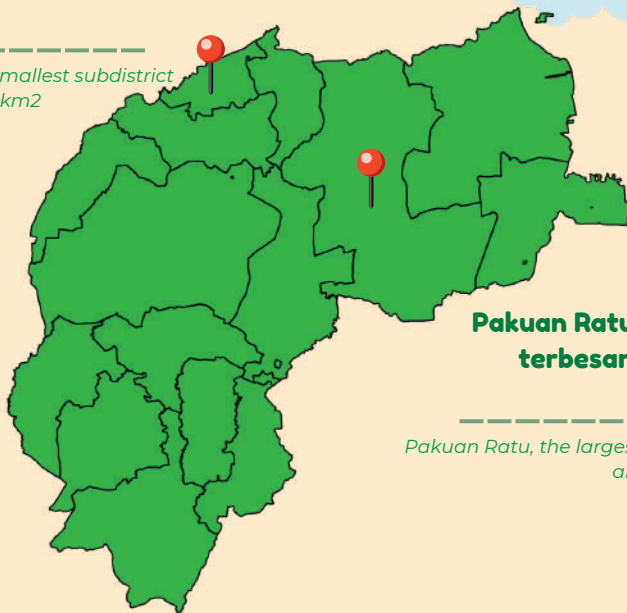 mallest subdistrict
km2
Pakuan Ratu
terbesar
Pakuan Ratu, the larges
a